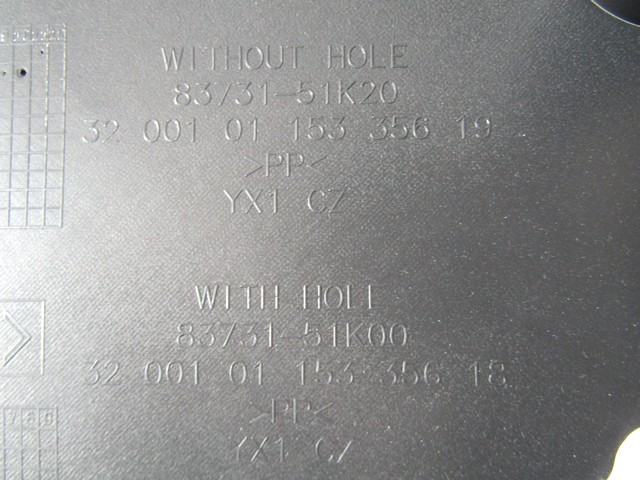 WITHOUT HOLE
83731-51K20
32 001 01 153 356 19
>PP<
YX1 CZ
WITH HOLE
83731-51K00
32 001 01 153 356 18
>PP<
YX1 CZ